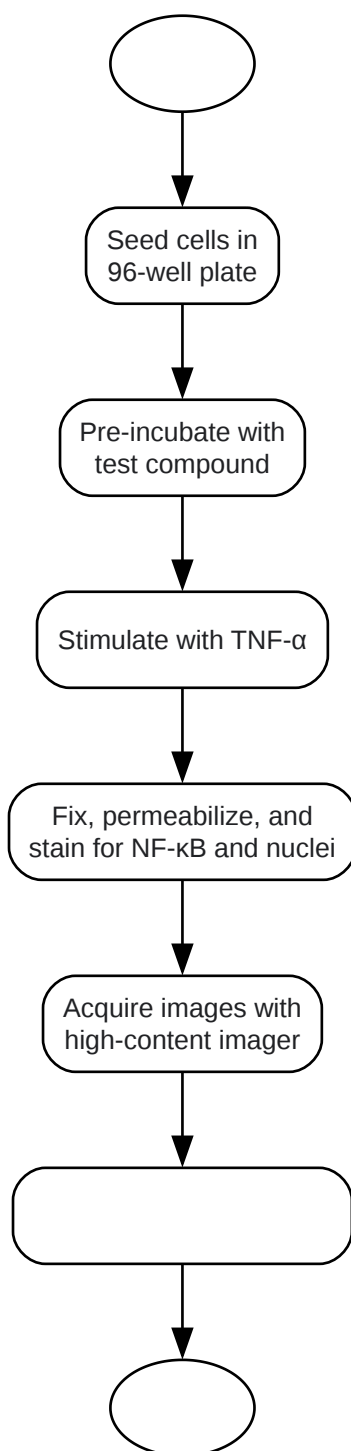 Seed cells in
96-well plate
Pre-incubate with
test compound
Stimulate with TNF-α
Fix, permeabilize, and
stain for NF-κB and nuclei
Acquire images with
high-content imager